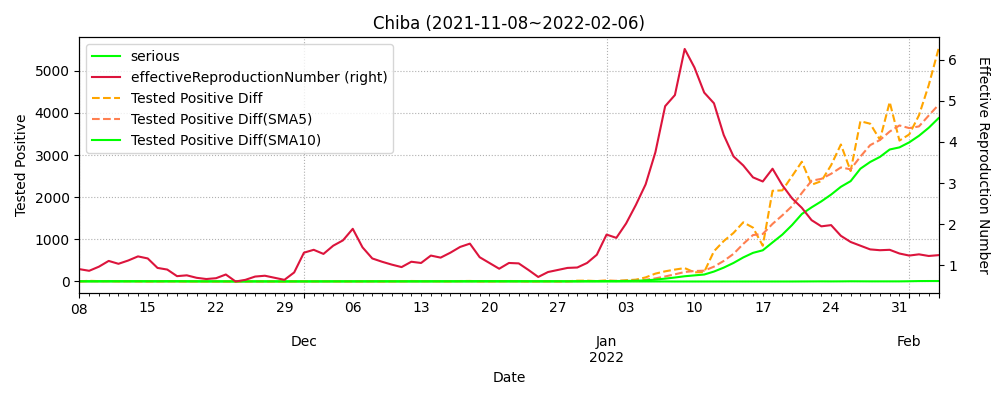 Chiba (2021-11-08~2022-02-06)
serious
effectiveReproductionNumber (right)
Tested Positive Diff
Tested Positive Diff(SMA5)
Tested Positive Diff(SMA10)
Tested Positive
5000
4000
3000
2000
1000
0
Effective Reproduction Number
6
5
4
3
2
1
08 15 22 29 06 13 20 27 03 10 17 24 31
Dec Jan Feb
2022
Date